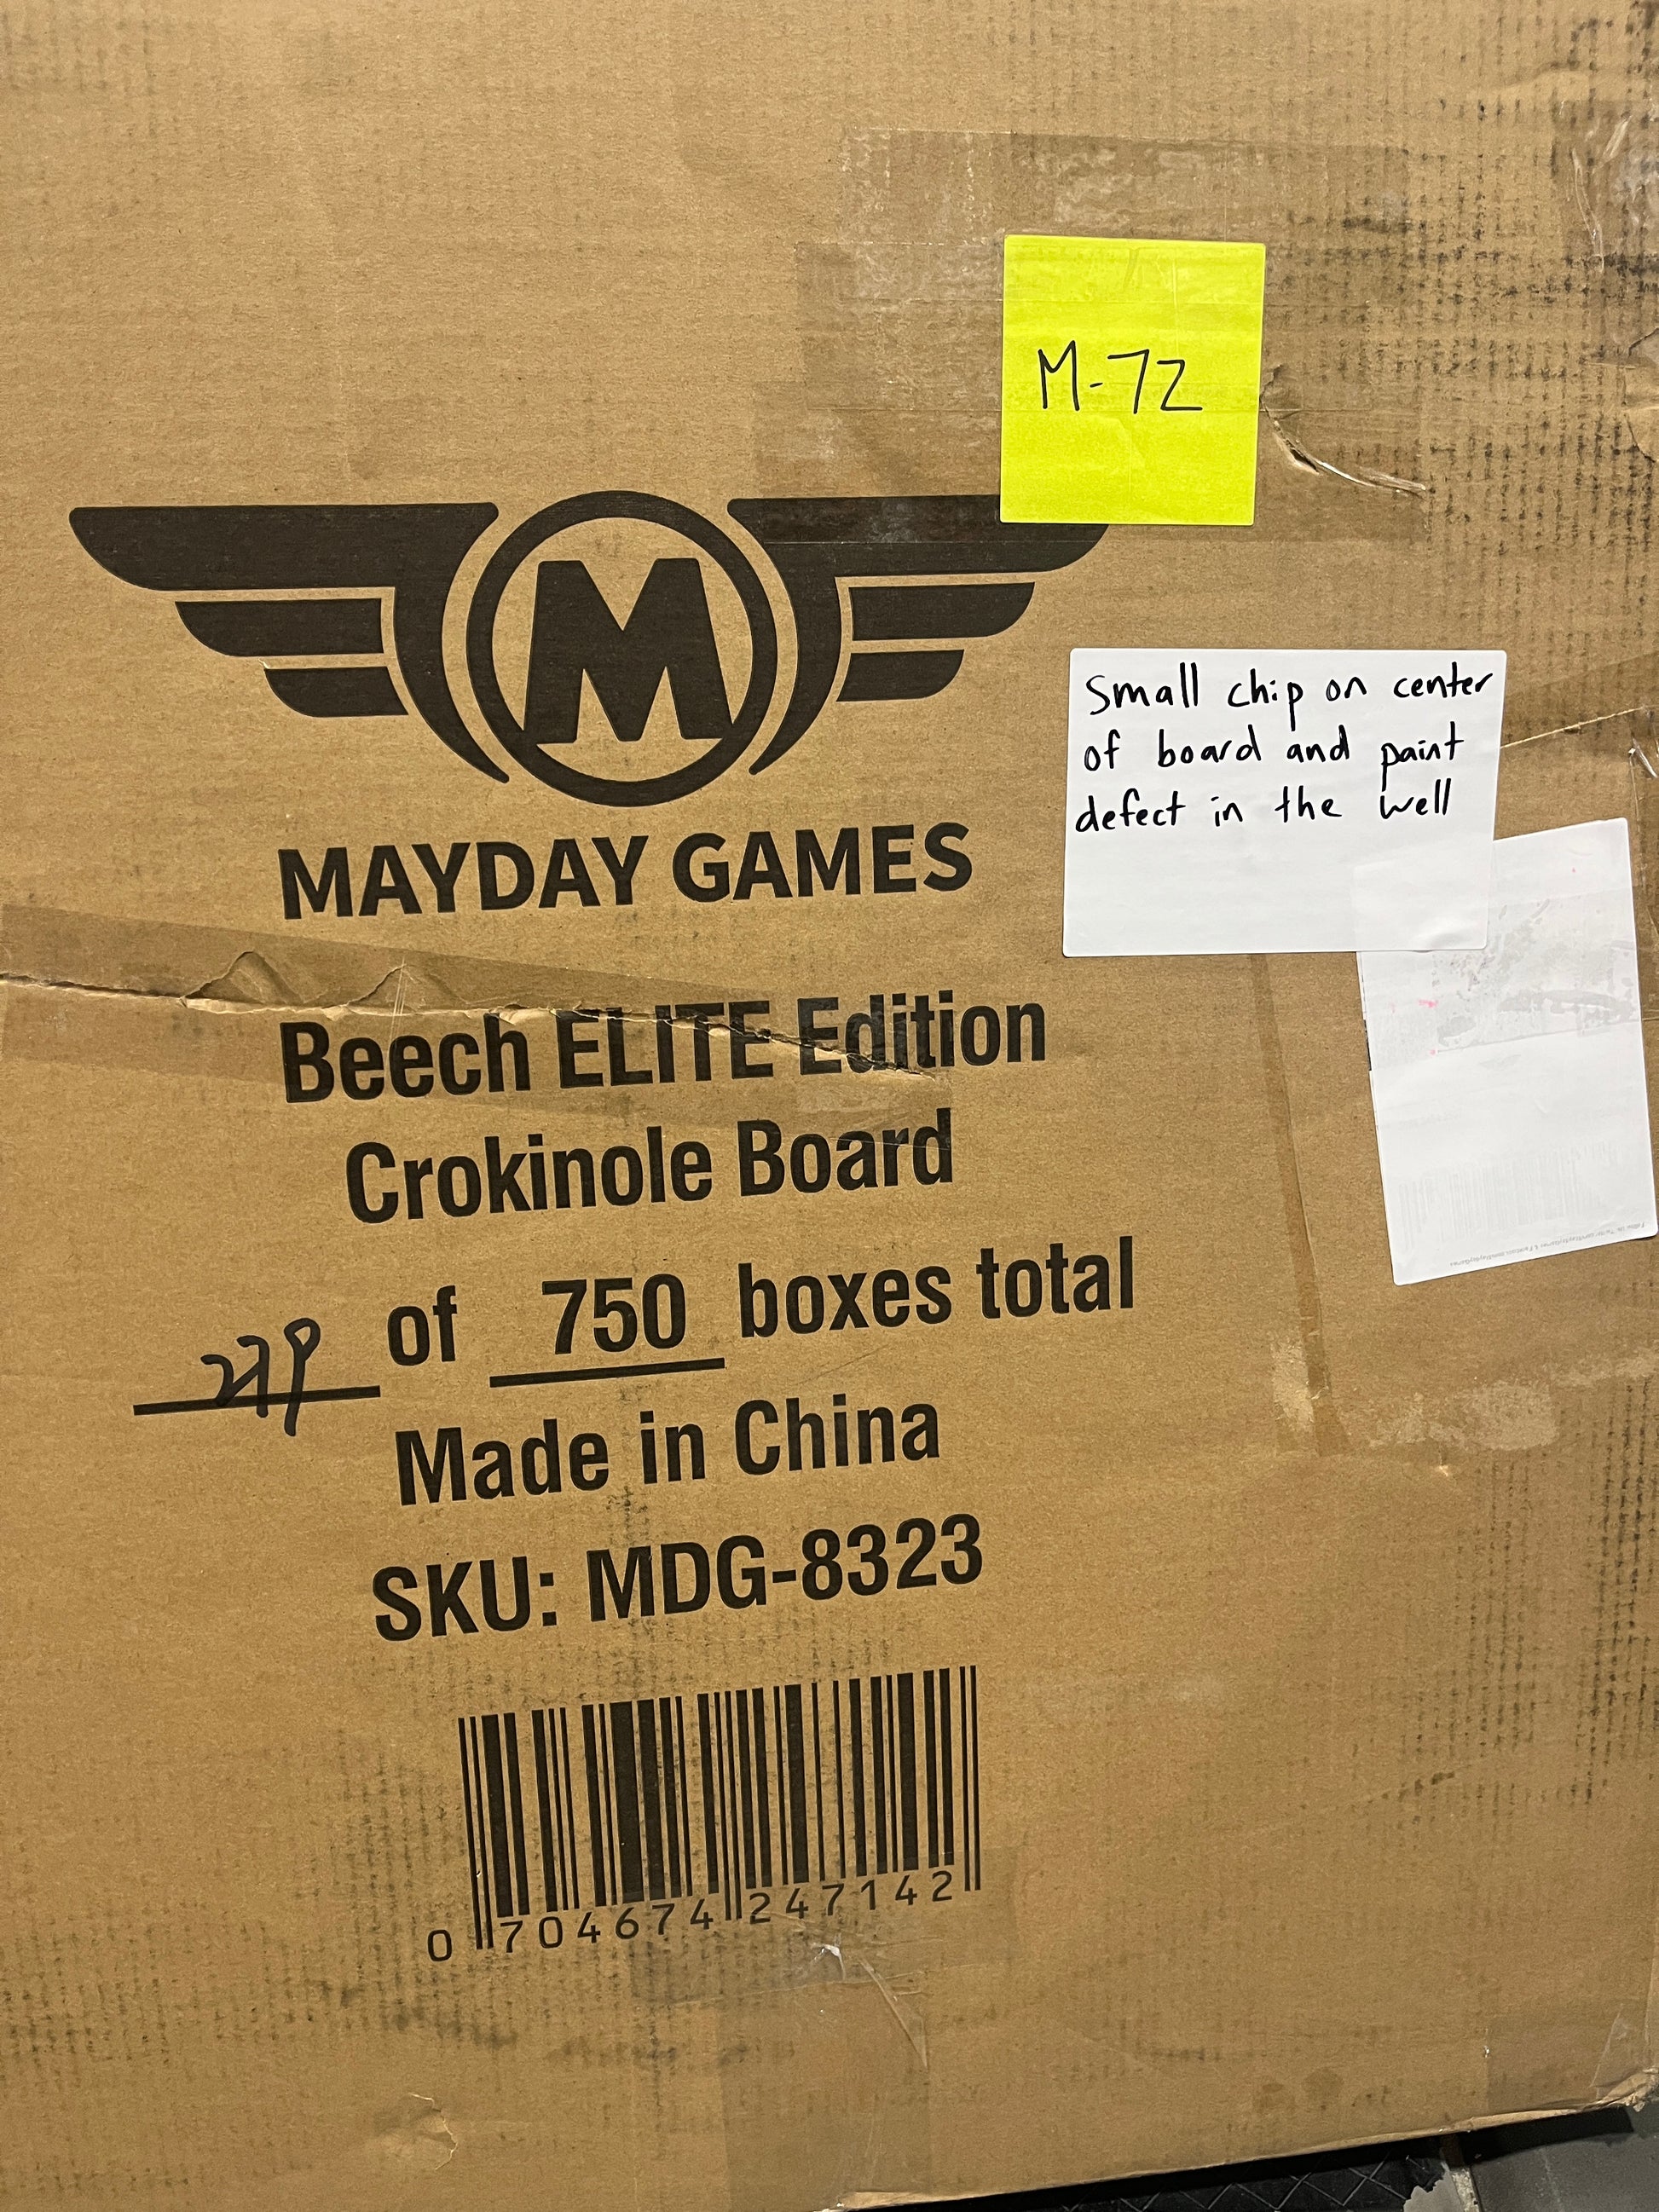 M-72
M
MAYDAY GAMES
Small chip on center
of board and paint
defect in the well
Beech ELITE Edition
Crokinole Board
of 750 boxes total
Made in China
SKU: MDG-8323
0 704674 247142